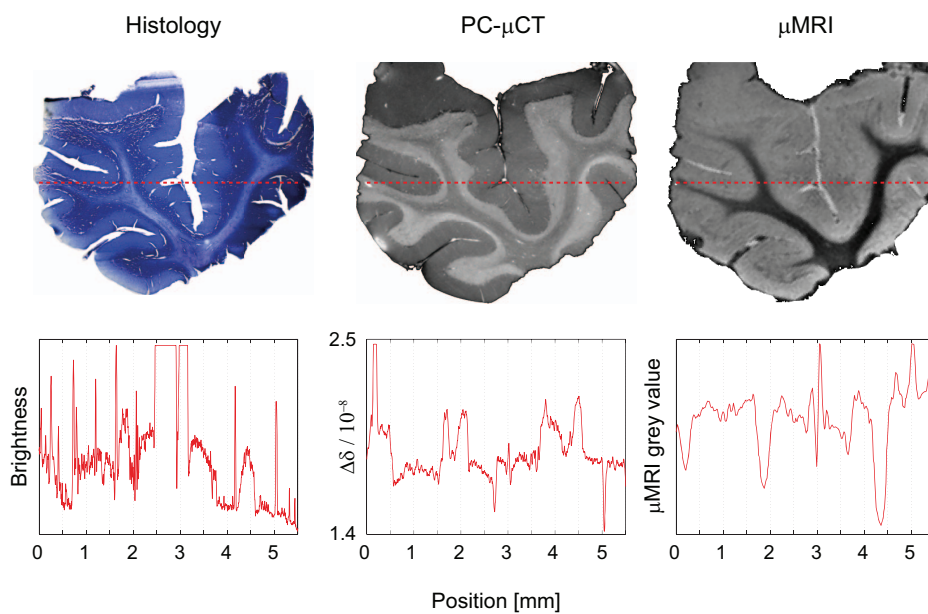 Histology PC-μCT μMRI
2.5
1.4
Brightness
Δδ / 10⁻⁸
μMRI grey value
0 1 2 3 4 5 0 1 2 3 4 5 0 1 2 3 4 5
Position [mm]